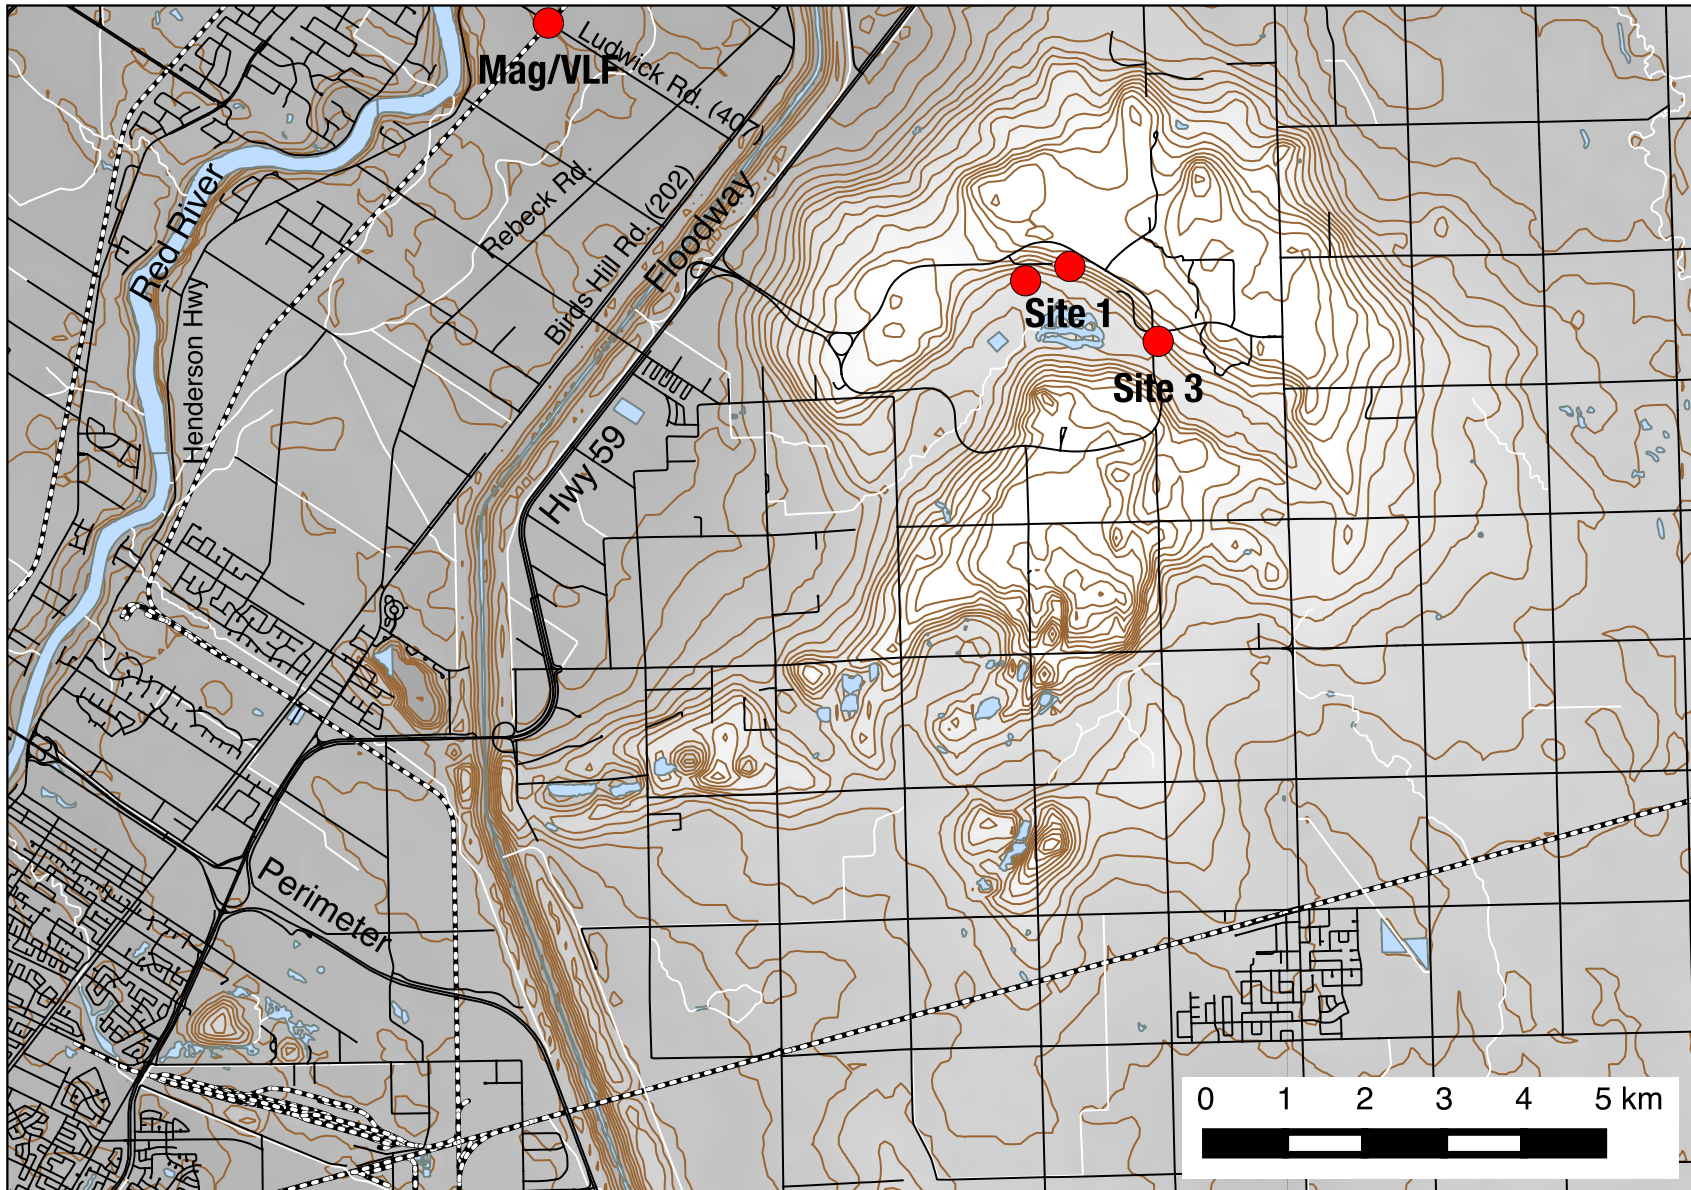 Mag/VLF
Ludwick Rd. (407)
Red River
Rebeck Rd.
Birds Hill Rd. (202)
Floodway
Henderson Hwy
Site 1
Site 3
Hwy 59
Perimeter
0 1 2 3 4 5 km